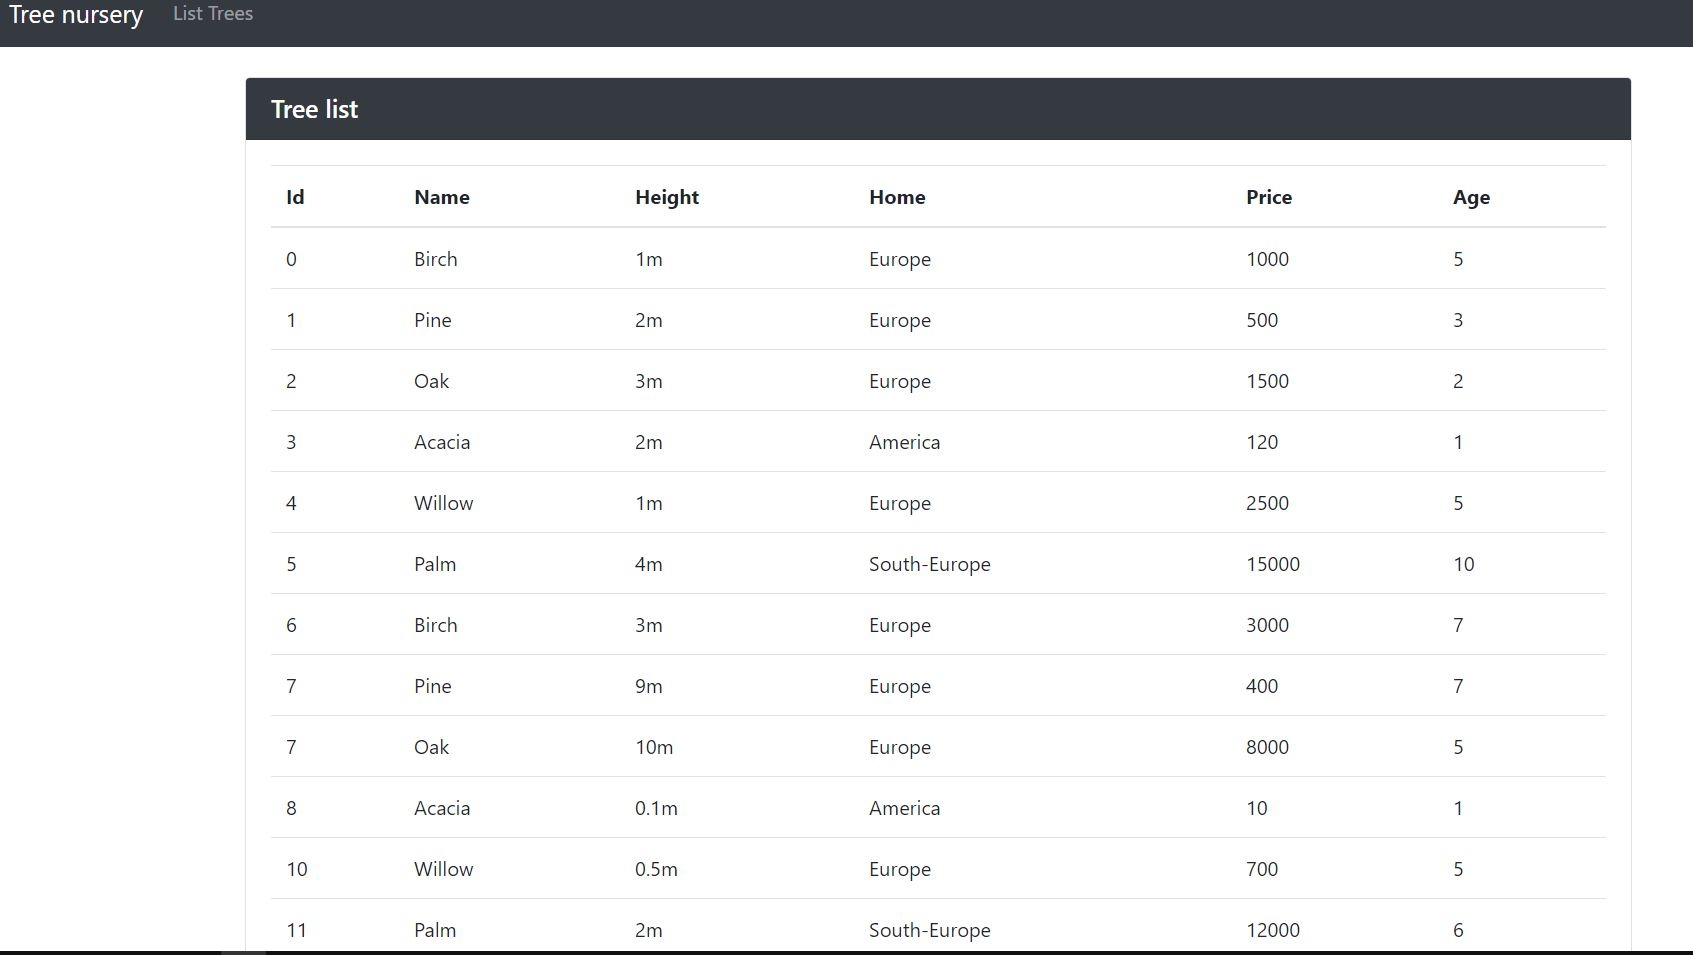 Tree nursery List Trees
Tree list
Id Name Height Home Price Age
0 Birch 1m Europe 1000 5
1 Pine 2m Europe 500 3
2 Oak 3m Europe 1500 2
3 Acacia 2m America 120 1
4 Willow 1m Europe 2500 5
5 Palm 4m South-Europe 15000 10
6 Birch 3m Europe 3000 7
7 Pine 9m Europe 400 7
7 Oak 10m Europe 8000 5
8 Acacia 0.1m America 10 1
10 Willow 0.5m Europe 700 5
11 Palm 2m South-Europe 12000 6